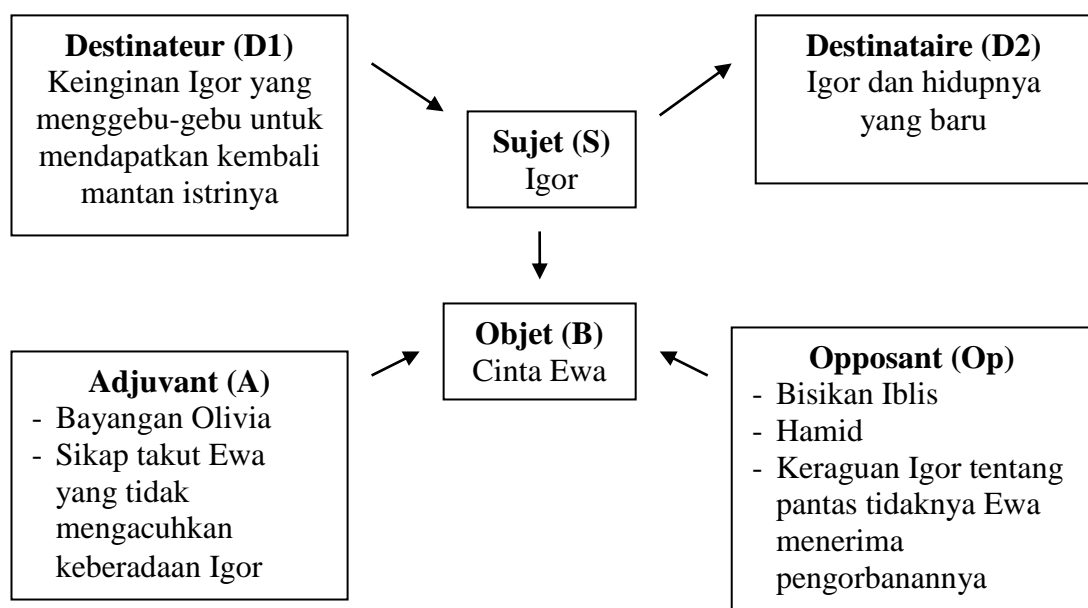 Destinateur (D1)
Keinginan Igor yang
menggebu-gebu untuk
mendapatkan kembali
mantan istrinya
Destinataire (D2)
Igor dan hidupnya
yang baru
Sujet (S)
Igor
Objet (B)
Cinta Ewa
Adjuvant (A)
- Bayangan Olivia
- Sikap takut Ewa
yang tidak
mengacuhkan
keberadaan Igor
Opposant (Op)
- Bisikan Iblis
- Hamid
- Keraguan Igor tentang
pantas tidaknya Ewa
menerima
pengorbanannya